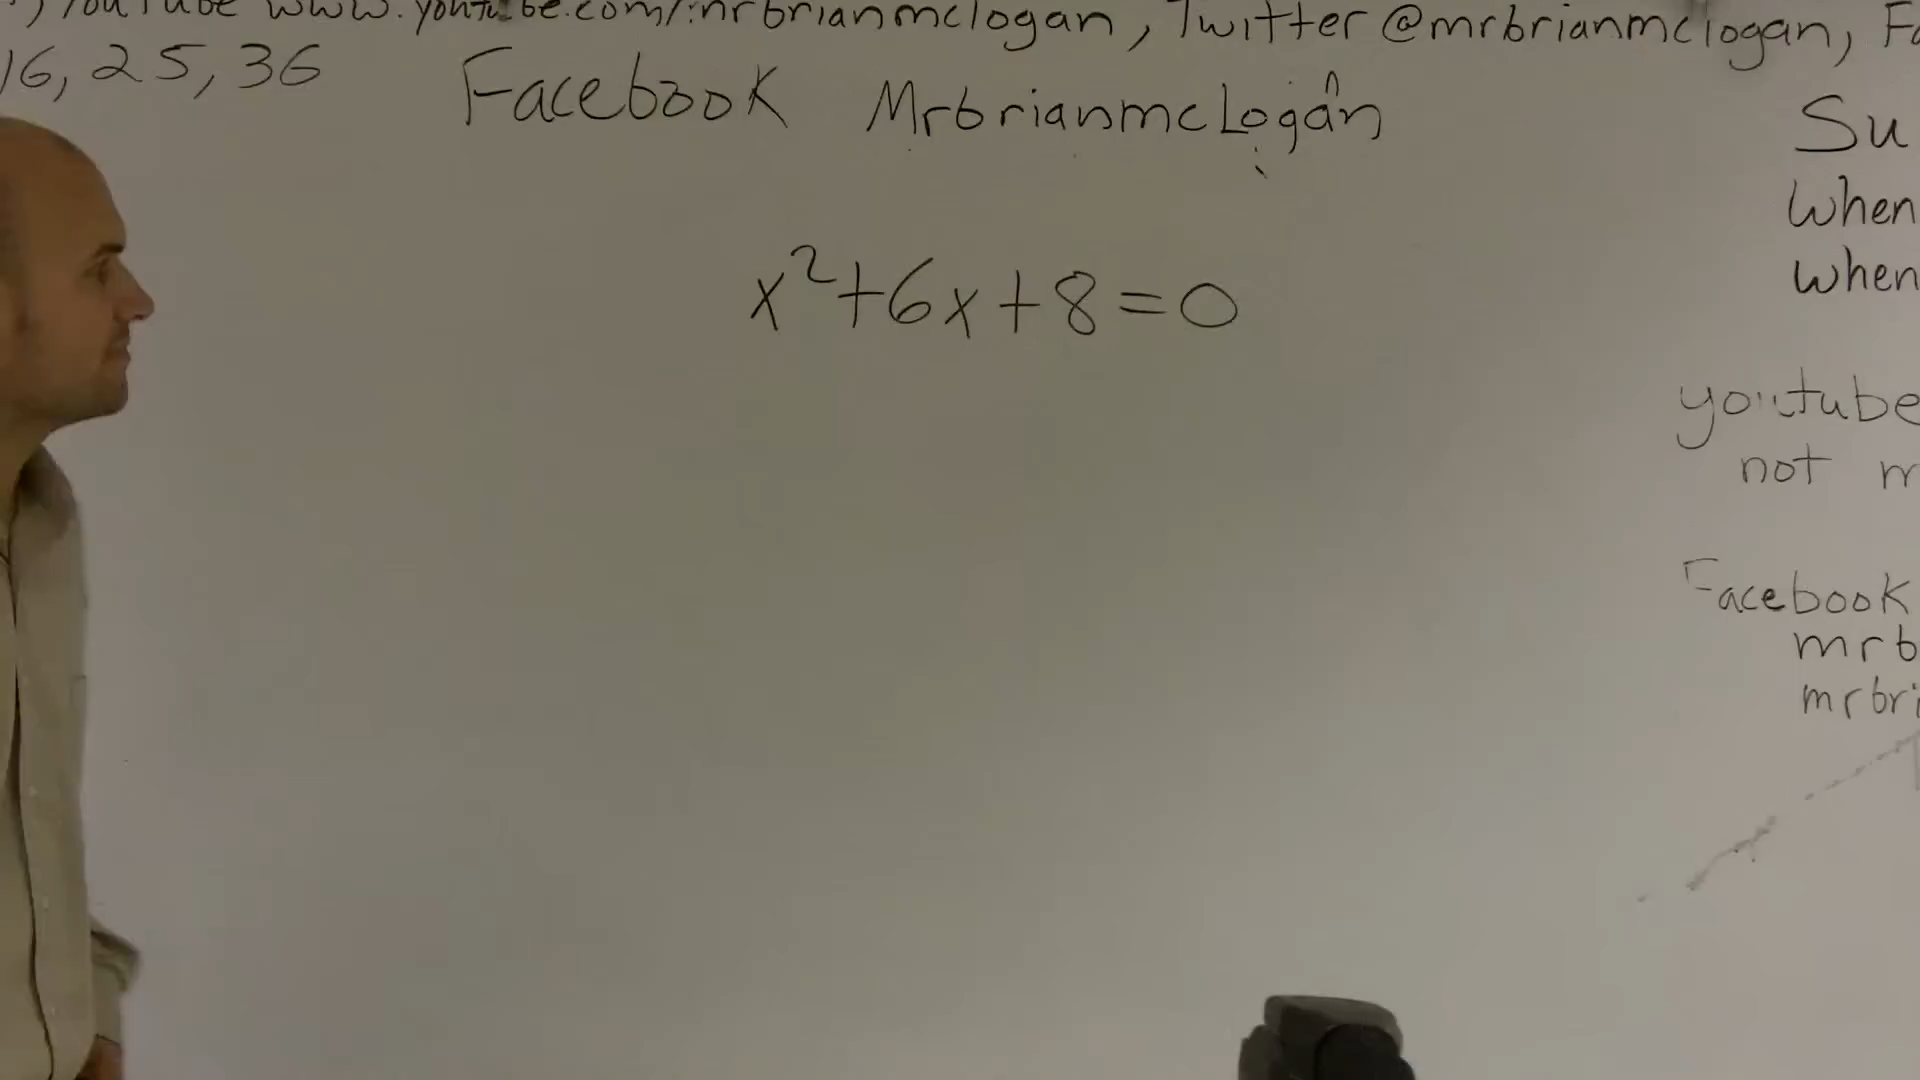 YouTube www.youtube.com/mrbrianmclogan, Twitter @mrbrianmclogan,
16, 25, 36
Facebook MrbrianmcLogan
x²+6x+8=0
Su
When
when
youtube
not m
Facebook
mrb
mrbri